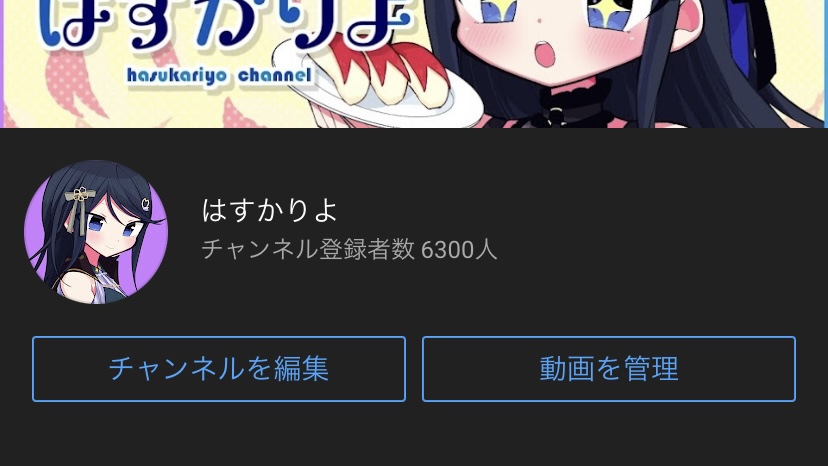 はすかりよ
hasukariyo channel
はすかりよ
チャンネル登録者数 6300人
チャンネルを編集
動画を管理